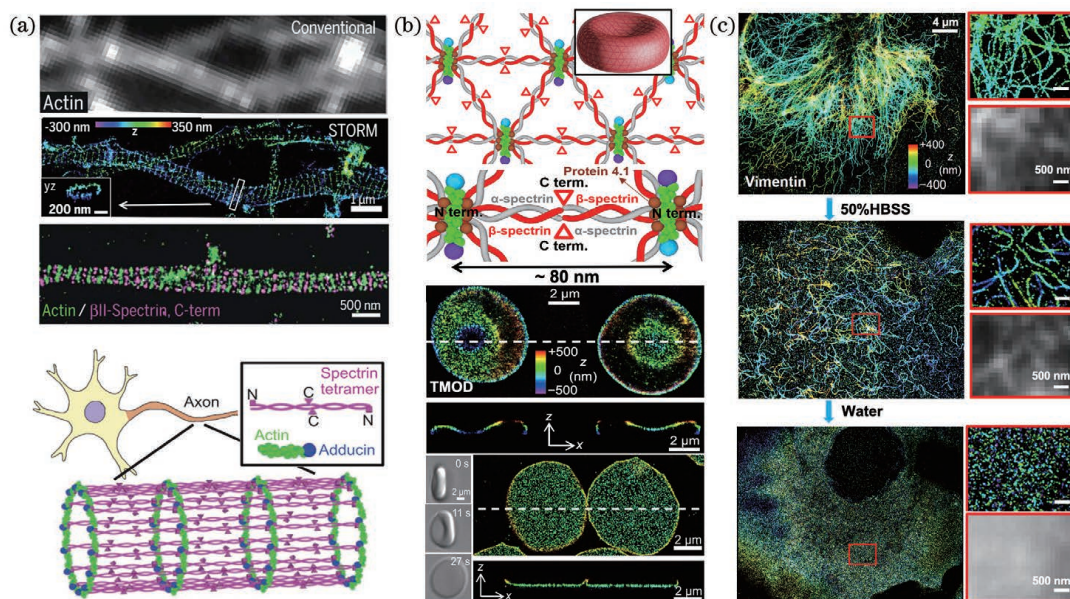 (a)
Conventional
Actin
-300 nm z 350 nm
STORM
yz
200 nm
1 μm
Actin / βII-Spectrin, C-term
500 nm
Axon
N C
Spectrin
tetramer
C N
Actin
Adducin
(b)
Protein 4.1
C term.
α-spectrin β-spectrin
N term. N term.
β-spectrin α-spectrin
C term.
~ 80 nm
2 μm
+500
z
0 (nm)
−500
TMOD
z
x
2 μm
0 s
2 μm
11 s
27 s
2 μm
z
x
2 μm
(c)
4 μm
+400
z
(nm)
−400
Vimentin
500 nm
50%HBSS
500 nm
Water
500 nm